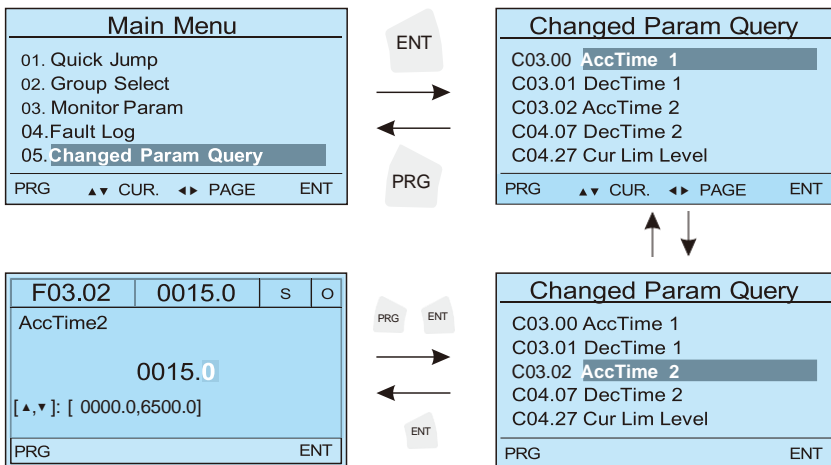 Main Menu
01. Quick Jump
02. Group Select
03. Monitor Param
04.Fault Log
05.Changed Param Query
PRG ▲▼ CUR. ◄► PAGE ENT
ENT
PRG
Changed Param Query
C03.00 AccTime 1
C03.01 DecTime 1
C03.02 AccTime 2
C04.07 DecTime 2
C04.27 Cur Lim Level
PRG ▲▼ CUR. ◄► PAGE ENT
F03.02 0015.0 S O
AccTime2
0015.0
[▲,▼]: [ 0000.0,6500.0]
PRG ENT
PRG ENT
ENT
Changed Param Query
C03.00 AccTime 1
C03.01 DecTime 1
C03.02 AccTime 2
C04.07 DecTime 2
C04.27 Cur Lim Level
PRG ENT